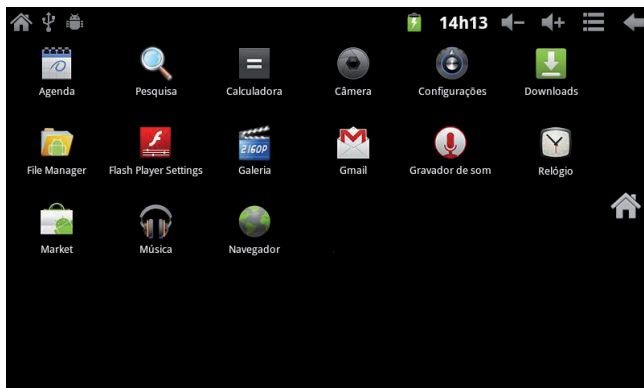 14h13
Agenda Pesquisa Calculadora Câmera Configurações Downloads
2160P
File Manager Flash Player Settings Galeria Gmail Gravador de som Relógio
Market Música Navegador